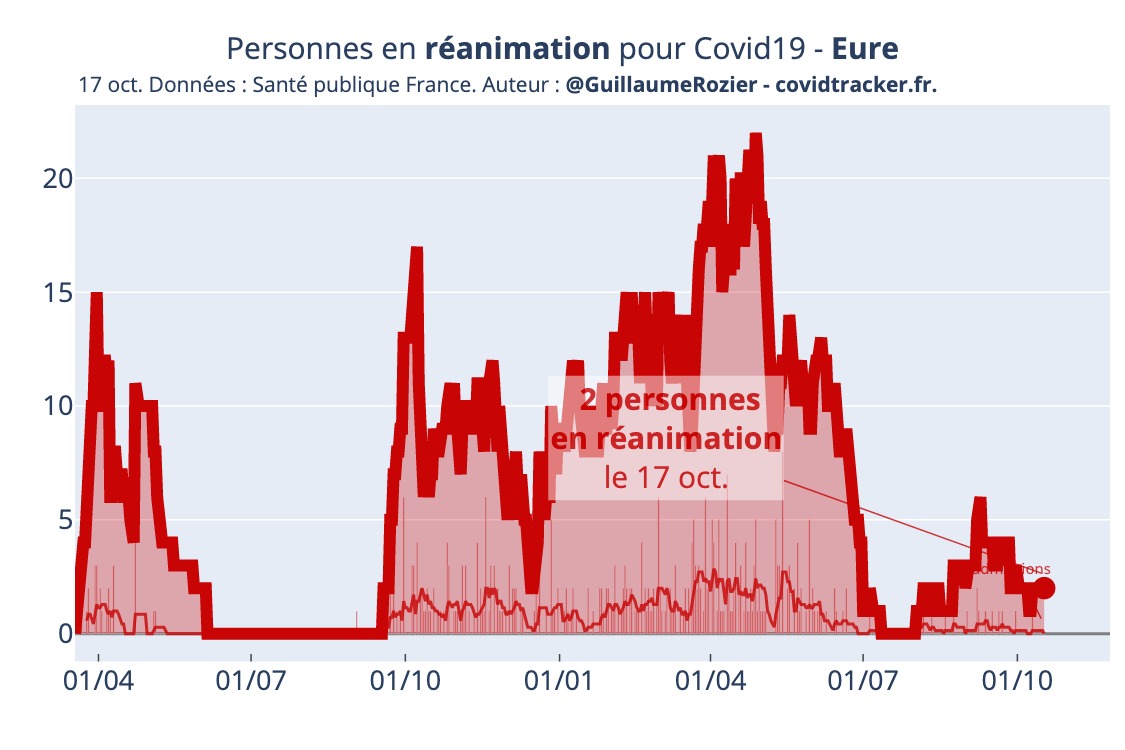 Personnes en réanimation pour Covid19 - Eure
17 oct. Données : Santé publique France. Auteur : @GuillaumeRozier - covidtracker.fr.
20
15
10
5
0
2 personnes
en réanimation
le 17 oct.
admissions
01/04
01/07
01/10
01/01
01/04
01/07
01/10